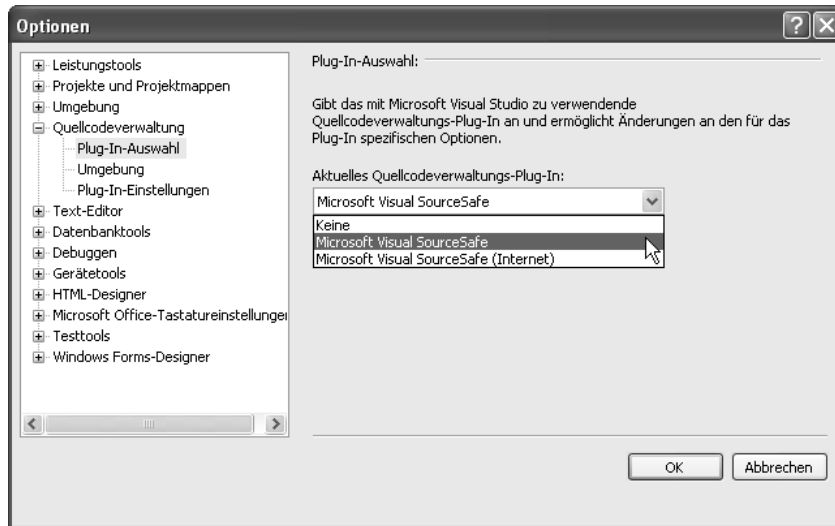 Optionen
Leistungstools
Projekte und Projektmappen
Umgebung
Quellcodeverwaltung
Plug-In-Auswahl
Umgebung
Plug-In-Einstellungen
Text-Editor
Datenbanktools
Debuggen
Gerätetools
HTML-Designer
Microsoft Office-Tastatureinstellungen
Testtools
Windows Forms-Designer
Plug-In-Auswahl:
Gibt das mit Microsoft Visual Studio zu verwendende
Quellcodeverwaltungs-Plug-In an und ermöglicht Änderungen an den für das
Plug-In spezifischen Optionen.
Aktuelles Quellcodeverwaltungs-Plug-In:
Microsoft Visual SourceSafe
Keine
Microsoft Visual SourceSafe
Microsoft Visual SourceSafe (Internet)
OK
Abbrechen